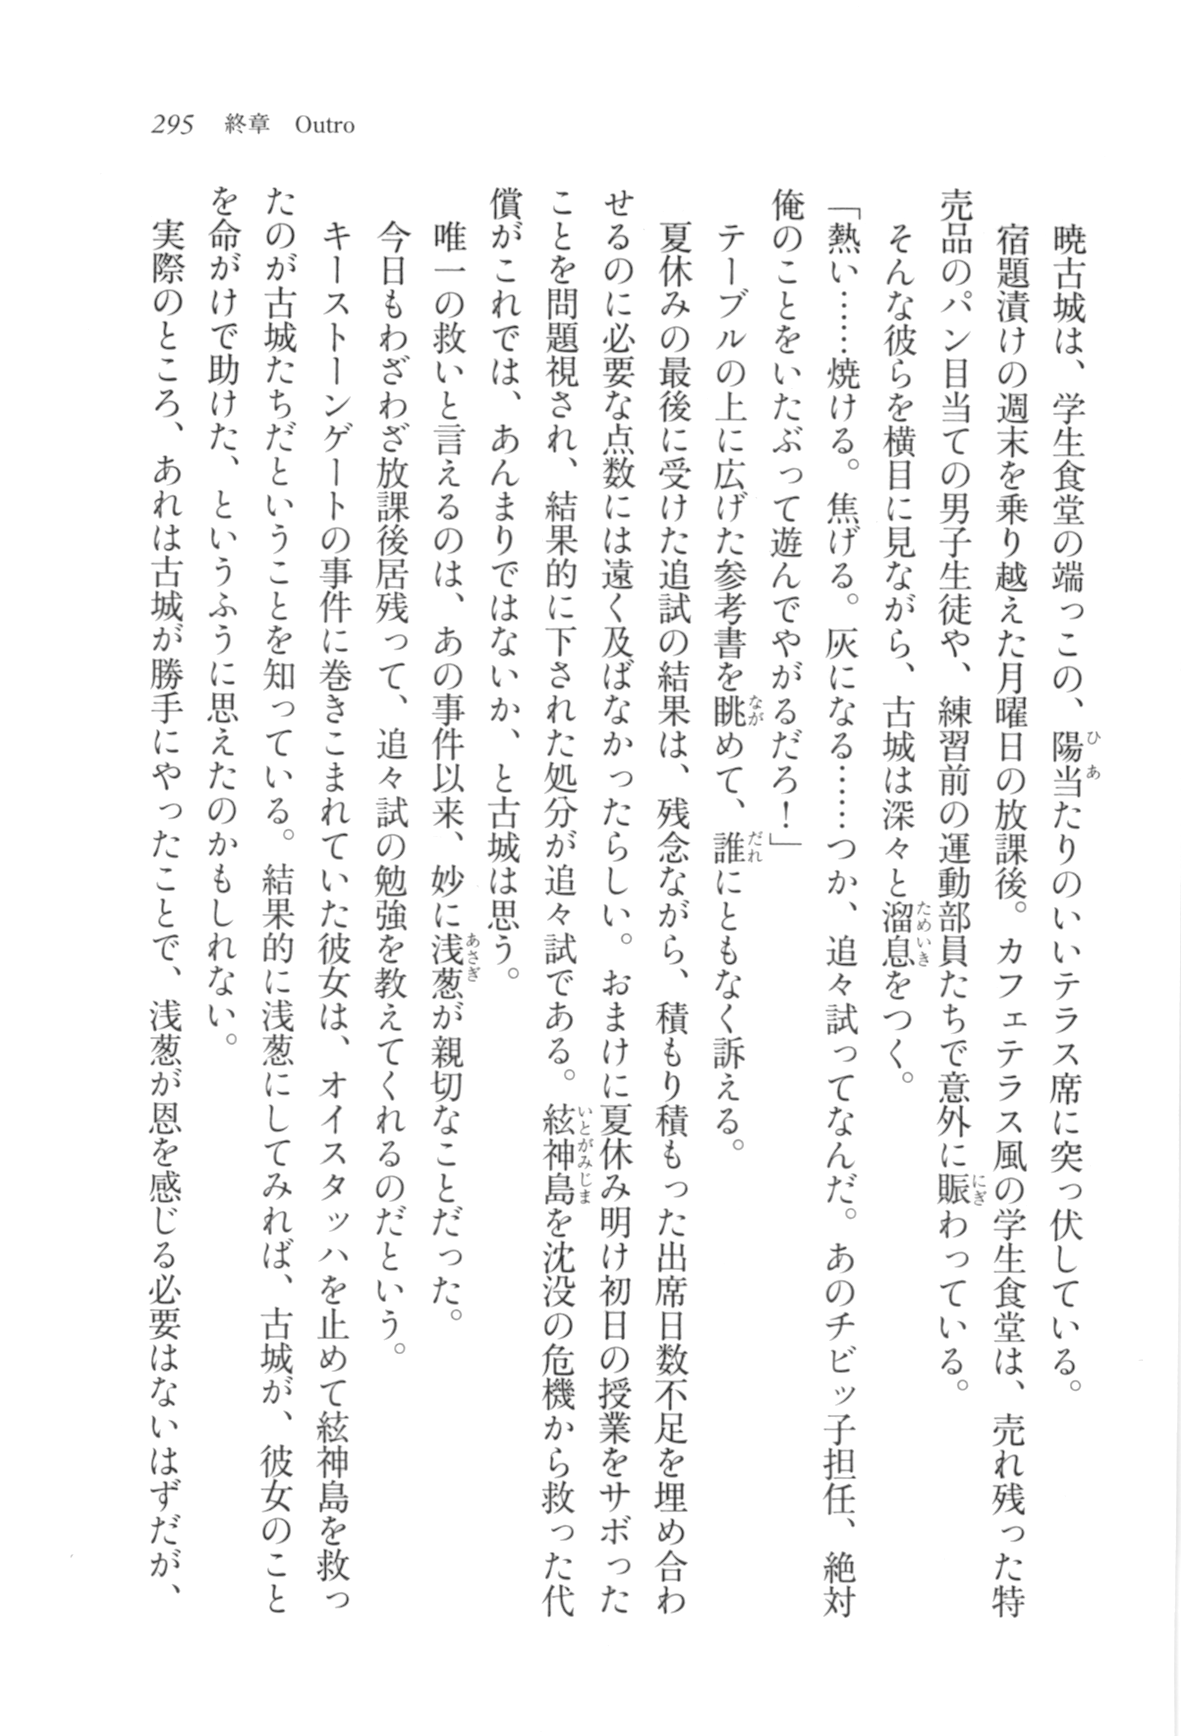 295 終章 Outro
暁古城は、学生食堂の端っこの、陽当たりのいいテラス席に突っ伏している。
宿題漬けの週末を乗り越えた月曜日の放課後。カフェテラス風の学生食堂は、売れ残った特
売品のパン目当ての男子生徒や、練習前の運動部員たちで意外に賑わっている。
そんな彼らを横目に見ながら、古城は深々と溜息をつく。
「熱い……焼ける。焦げる。灰になる……つか、追々試ってなんだ。あのチビッ子担任、絶対
俺のことをいたぶって遊んでやがるだろ！」
テーブルの上に広げた参考書を眺めて、誰にともなく訴える。
夏休みの最後に受けた追試の結果は、残念ながら、積もり積もった出席日数不足を埋め合わ
せるのに必要な点数には遠く及ばなかったらしい。おまけに夏休み明け初日の授業をサボった
ことを問題視され、結果的に下された処分が追々試である。絃神島を沈没の危機から救った代
償がこれでは、あんまりではないか、と古城は思う。
唯一の救いと言えるのは、あの事件以来、妙に浅葱が親切なことだった。
今日もわざわざ放課後居残って、追々試の勉強を教えてくれるのだという。
キーストーンゲートの事件に巻きこまれていた彼女は、オイスタッハを止めて絃神島を救っ
たのが古城たちだということを知っている。結果的に浅葱にしてみれば、古城が、彼女のこと
を命がけで助けた、というふうに思えたのかもしれない。
実際のところ、あれは古城が勝手にやったことで、浅葱が恩を感じる必要はないはずだが、